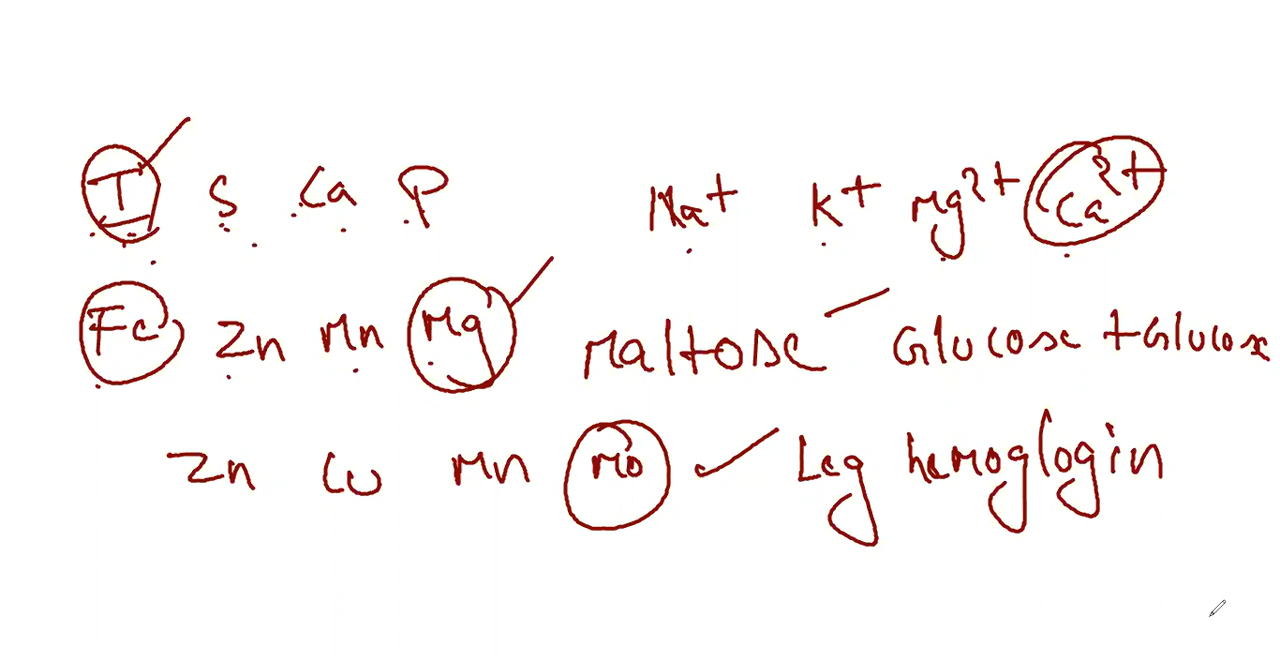 I S Ca P Na+ K+ Mg2+ Ca2+
Fe Zn Mn Mg Maltose Glucose + Glucose
Zn Cu Mn Mo Leg hemoglogin